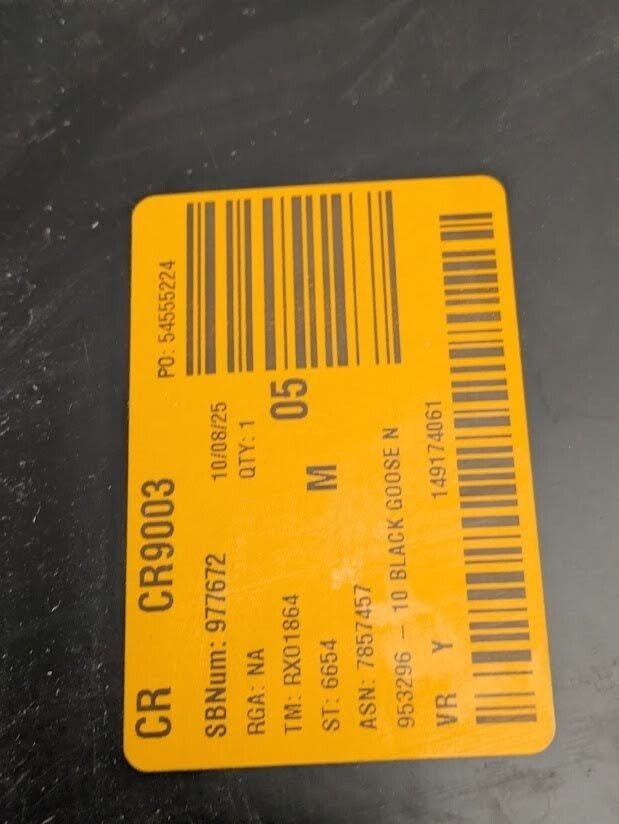 CR CR9003 PO: 54555224
SBNum: 977672 10/08/25
RGA: NA QTY: 1
TM: RX01864 05
ST: 6654 M
ASN: 7857457
953296 – 10 BLACK GOOSE N
VR Y 149174061